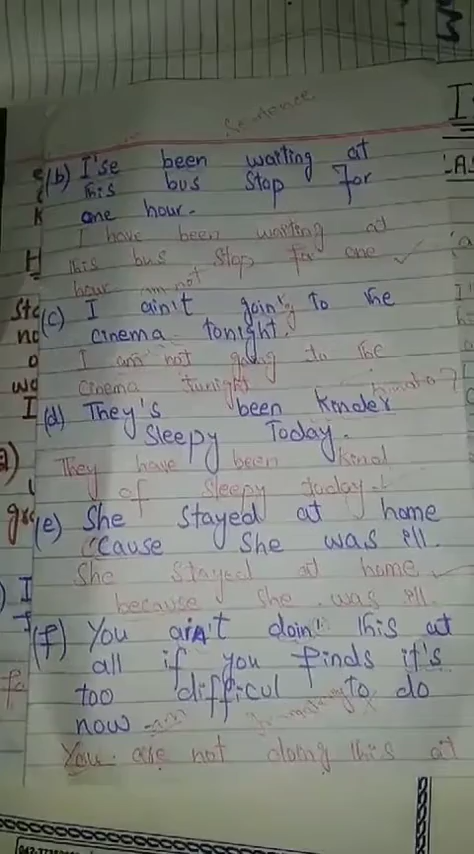 Sentence
(b) I'se been waiting at
this bus stop for
one hour.
I have been waiting at
this bus stop for one
hour
am not
(c) I ain't goin' to the
cinema tonight.
I am not going to the
cinema tunight
(d) They's been kinder
sleepy Today.
They have been kind
of sleepy today
(e) She stayed at home
'cause she was ill.
She stayed at home
because she was ill.
(f) You ain't doin' this at
all if you finds it's
too difficul to do
now
You are not doing this at